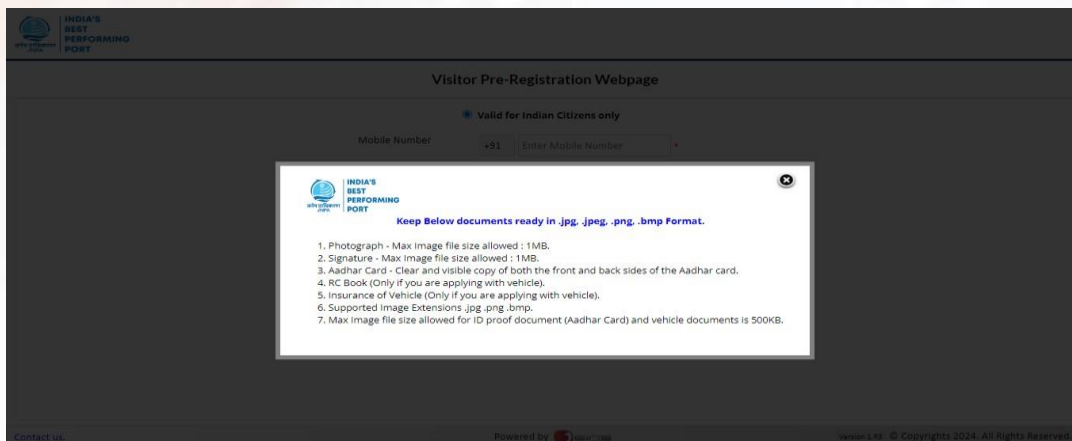 INDIA'S
BEST
PERFORMING
PORT
Visitor Pre-Registration Webpage
Valid for Indian Citizens only
Mobile Number +91 Enter Mobile Number *
INDIA'S
BEST
PERFORMING
PORT
Keep Below documents ready in .jpg, .jpeg, .png, .bmp Format.
1. Photograph - Max Image file size allowed : 1MB.
2. Signature - Max Image file size allowed : 1MB.
3. Aadhar Card - Clear and visible copy of both the front and back sides of the Aadhar card.
4. RC Book (Only if you are applying with vehicle).
5. Insurance of Vehicle (Only if you are applying with vehicle).
6. Supported Image Extensions .jpg .png .bmp.
7. Max Image file size allowed for ID proof document (Aadhar Card) and vehicle documents is 500KB.
Contact us. Powered by © Copyrights 2024. All Rights Reserved